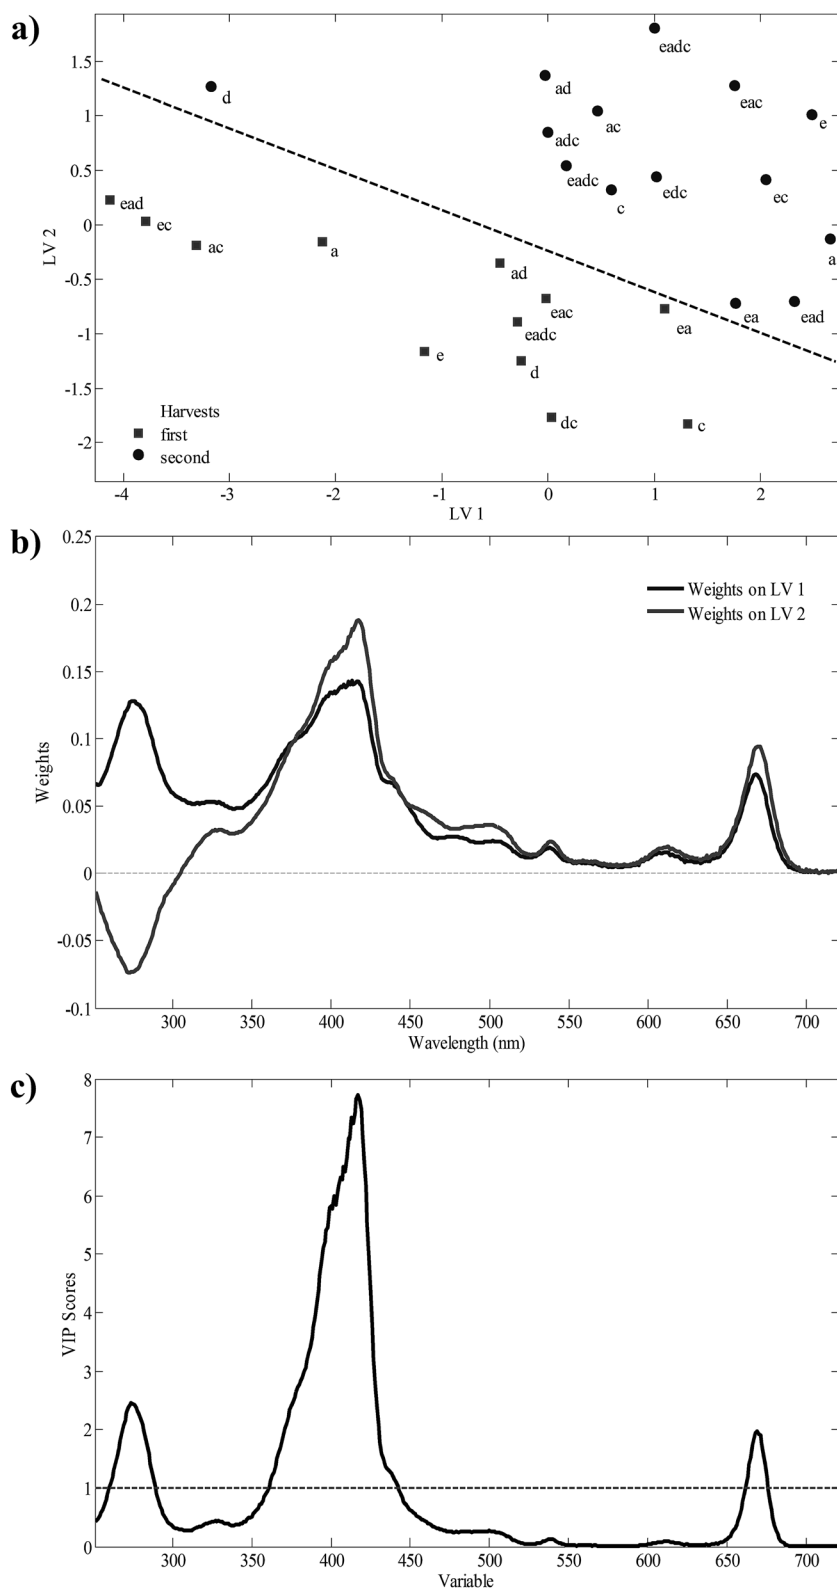 a)
eadc
1.5
d
ad
eac
1
ac
e
adc
0.5
eadc
c
edc
ec
ead
ec
0
ac
a
a
LV 2
ad
-0.5
eac
ea
ea
ead
eadc
-1
e
d
-1.5
dc
c
Harvests
first
-2
second
-4 -3 -2 -1 0 1 2
LV 1
b)
0.25
Weights on LV 1
0.2
Weights on LV 2
0.15
0.1
Weights
0.05
0
-0.05
-0.1
300 350 400 450 500 550 600 650 700
Wavelength (nm)
c)
8
7
6
5
4
VIP Scores
3
2
1
0
300 350 400 450 500 550 600 650 700
Variable